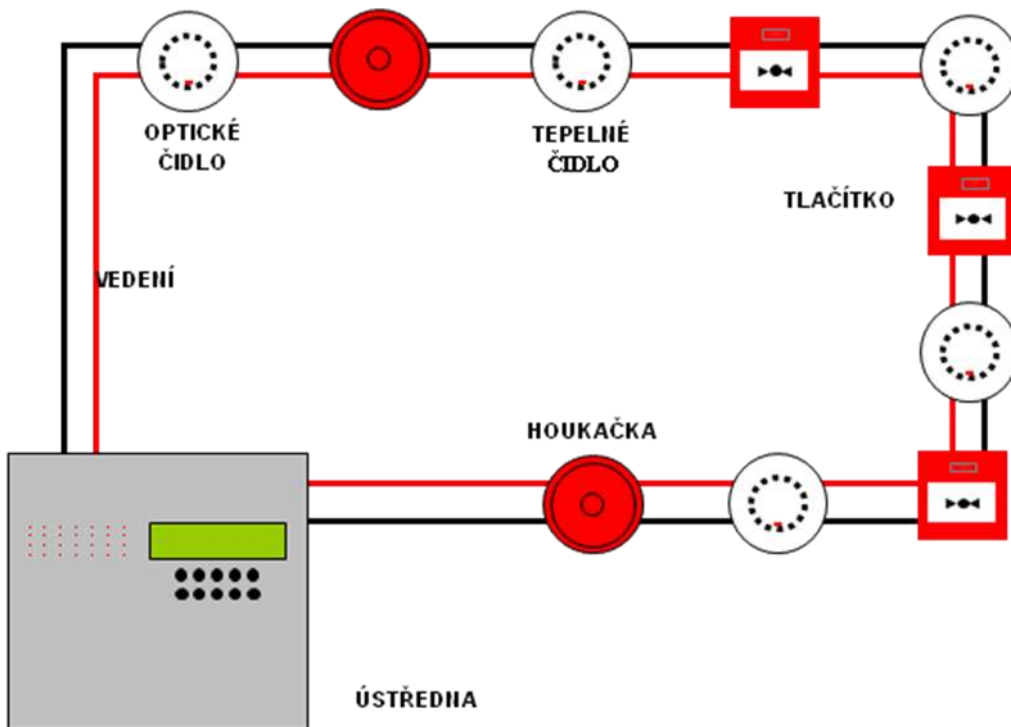 OPTICKÉ
ČIDLO
TEPELNÉ
ČIDLO
TLAČÍTKO
VEDENÍ
HOUKAČKA
ÚSTŘEDNA